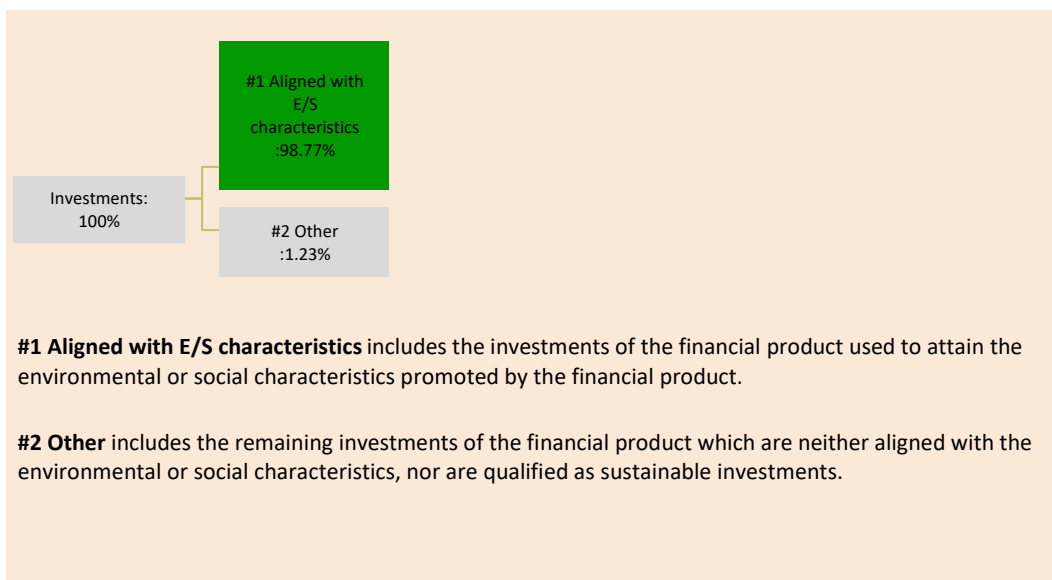 #1 Aligned with
E/S
characteristics
:98.77%
Investments:
100%
#2 Other
:1.23%
#1 Aligned with E/S characteristics includes the investments of the financial product used to attain the
environmental or social characteristics promoted by the financial product.
#2 Other includes the remaining investments of the financial product which are neither aligned with the
environmental or social characteristics, nor are qualified as sustainable investments.